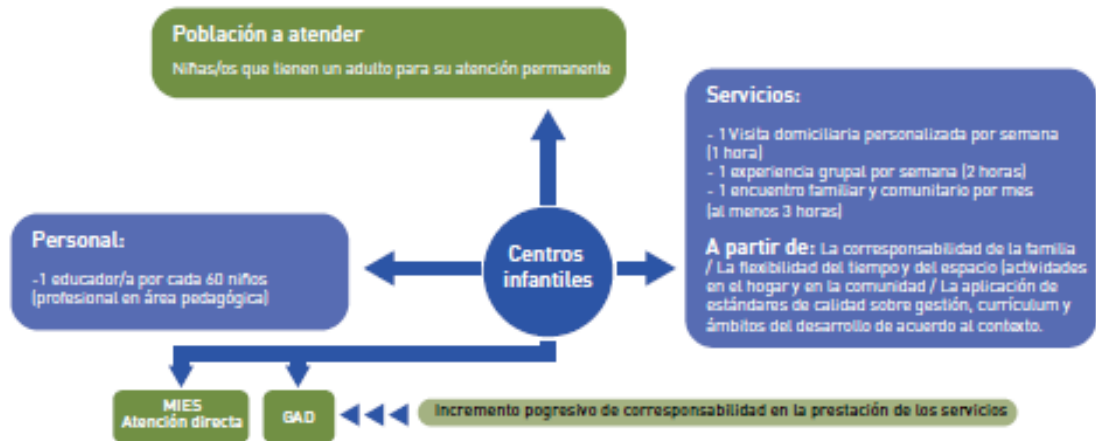 Población a atender
Niñas/os que tienen un adulto para su atención permanente
Servicios:
- 1 Visita domiciliaria personalizada por semana
(1 hora)
- 1 experiencia grupal por semana (2 horas)
- 1 encuentro familiar y comunitario por mes
(al menos 3 horas)
A partir de: La corresponsabilidad de la familia
/ La flexibilidad del tiempo y del espacio (actividades
en el hogar y en la comunidad / La aplicación de
estándares de calidad sobre gestión, currículum y
ámbitos del desarrollo de acuerdo al contexto.
Personal:
-1 educador/a por cada 60 niños
(profesional en área pedagógica)
Centros
infantiles
MIES
Atención directa
GAD
Incremento pogresivo de corresponsabilidad en la prestación de los servicios